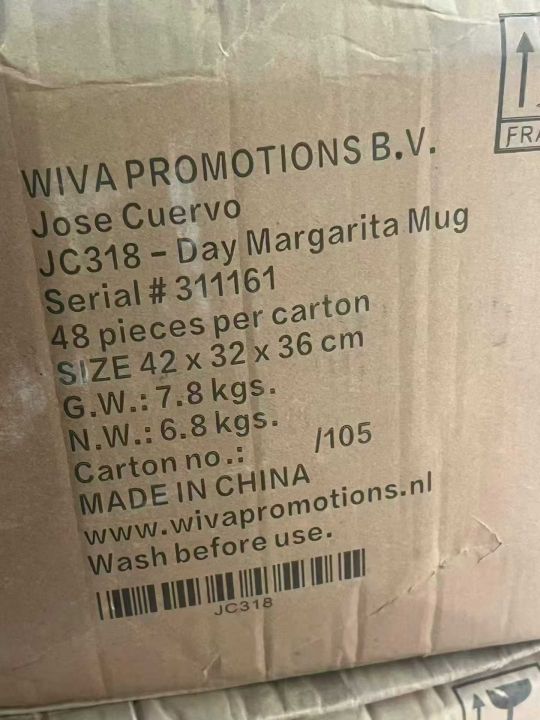 WIVA PROMOTIONS B.V.
Jose Cuervo
JC318 - Day Margarita Mug
Serial # 311161
48 pieces per carton
SIZE 42 x 32 x 36 cm
G.W.: 7.8 kgs.
N.W.: 6.8 kgs.
Carton no.: /105
MADE IN CHINA
www.wivapromotions.nl
Wash before use.
JC318